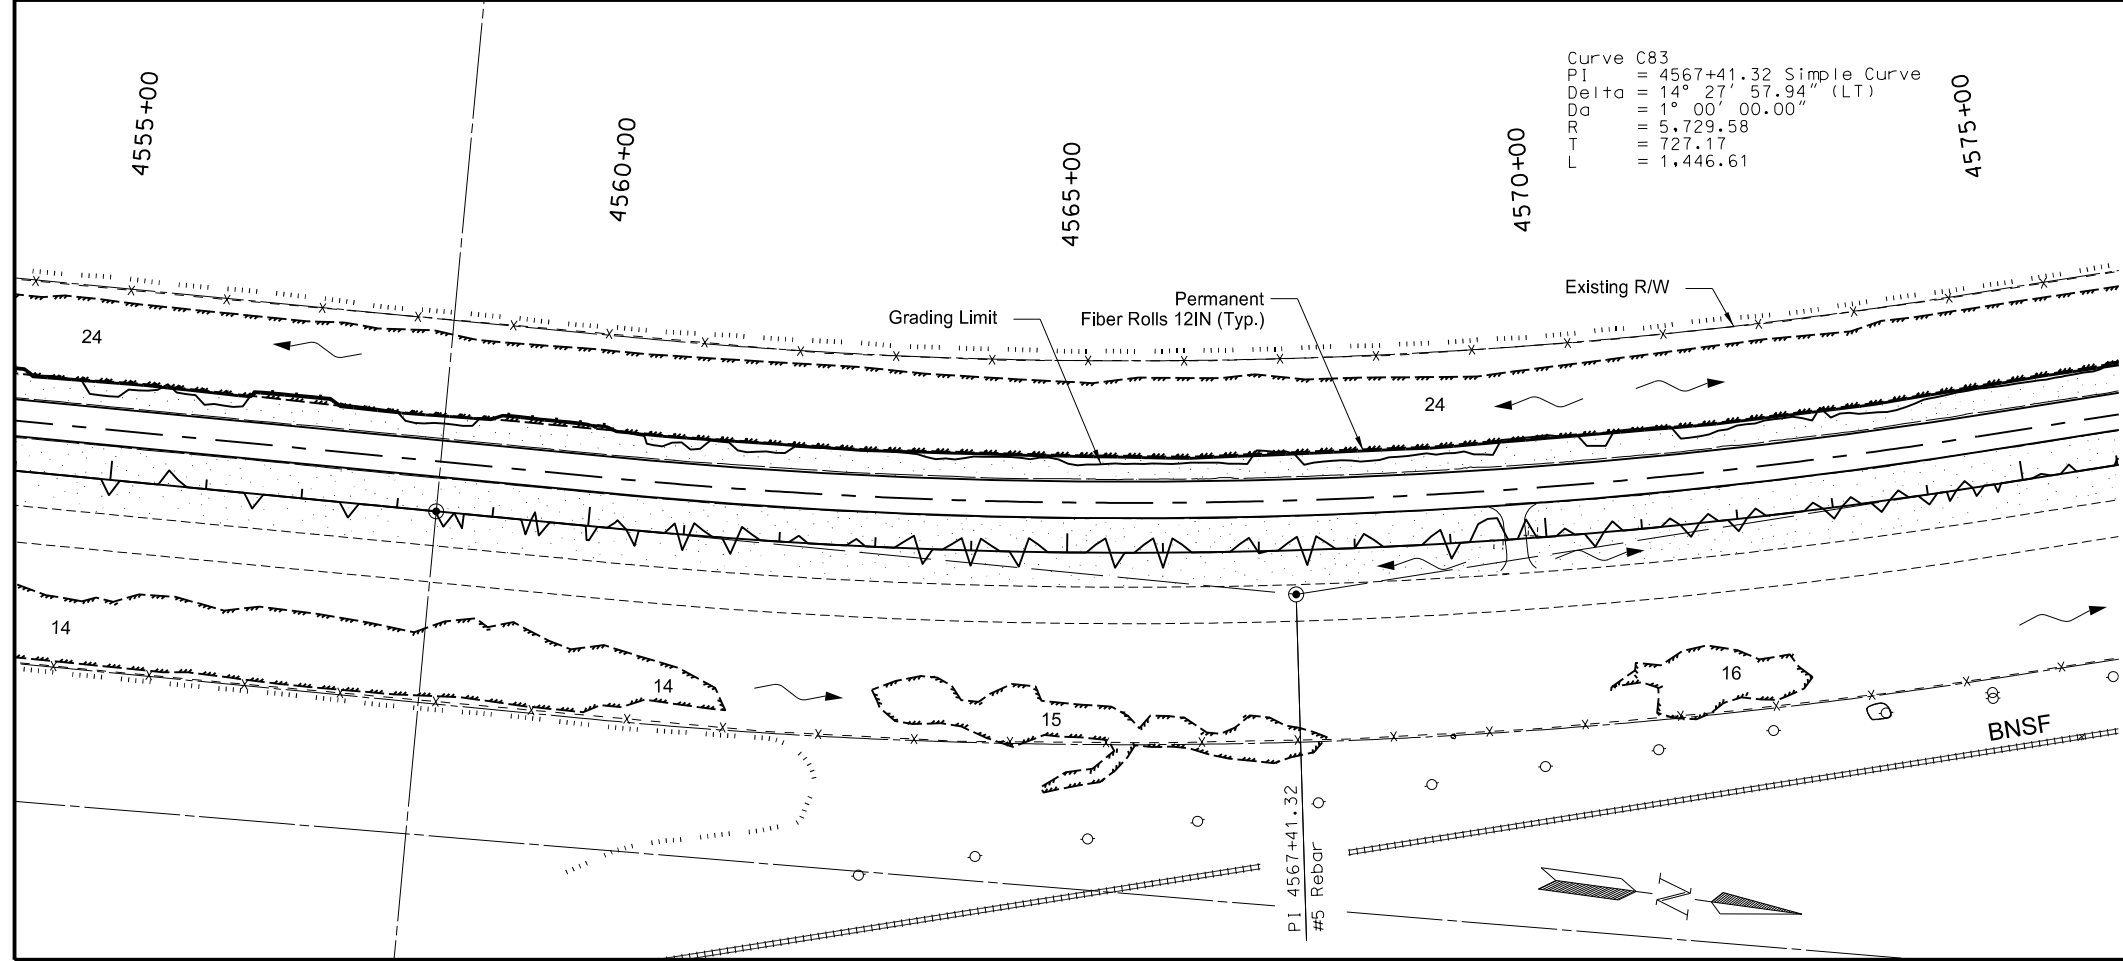 Curve C83
PI = 4567+41.32 Simple Curve
Delta = 14° 27' 57.94" (LT)
Da = 1° 00' 00.00"
R = 5,729.58
T = 727.17
L = 1,446.61
4555+00
4560+00
4565+00
4570+00
4575+00
Existing R/W
Permanent
Fiber Rolls 12IN (Typ.)
Grading Limit
24
24
14
14
15
16
BNSF
PI 4567+41.32
#5 Rebar
N